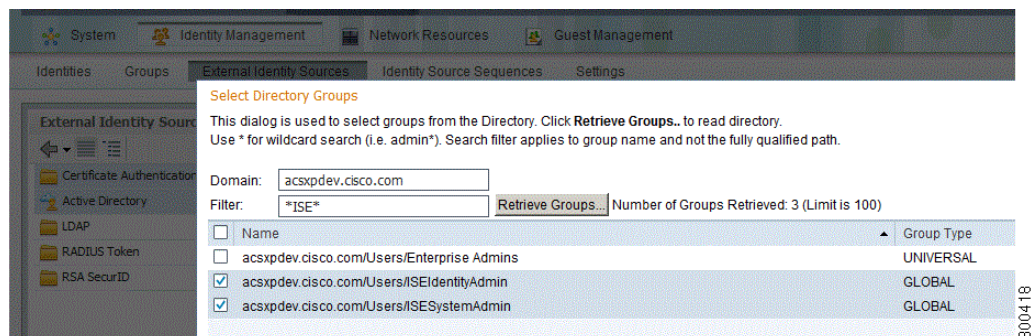 System Identity Management Network Resources Guest Management
Identities Groups External Identity Sources Identity Source Sequences Settings
External Identity Sourc
Certificate Authentication
Active Directory
LDAP
RADIUS Token
RSA SecurID
Select Directory Groups
This dialog is used to select groups from the Directory. Click Retrieve Groups.. to read directory.
Use * for wildcard search (i.e. admin*). Search filter applies to group name and not the fully qualified path.
Domain: acsxpdev.cisco.com
Filter: *ISE* Retrieve Groups... Number of Groups Retrieved: 3 (Limit is 100)
Name Group Type
acsxpdev.cisco.com/Users/Enterprise Admins UNIVERSAL
acsxpdev.cisco.com/Users/ISEIdentityAdmin GLOBAL
acsxpdev.cisco.com/Users/ISESystemAdmin GLOBAL
300418